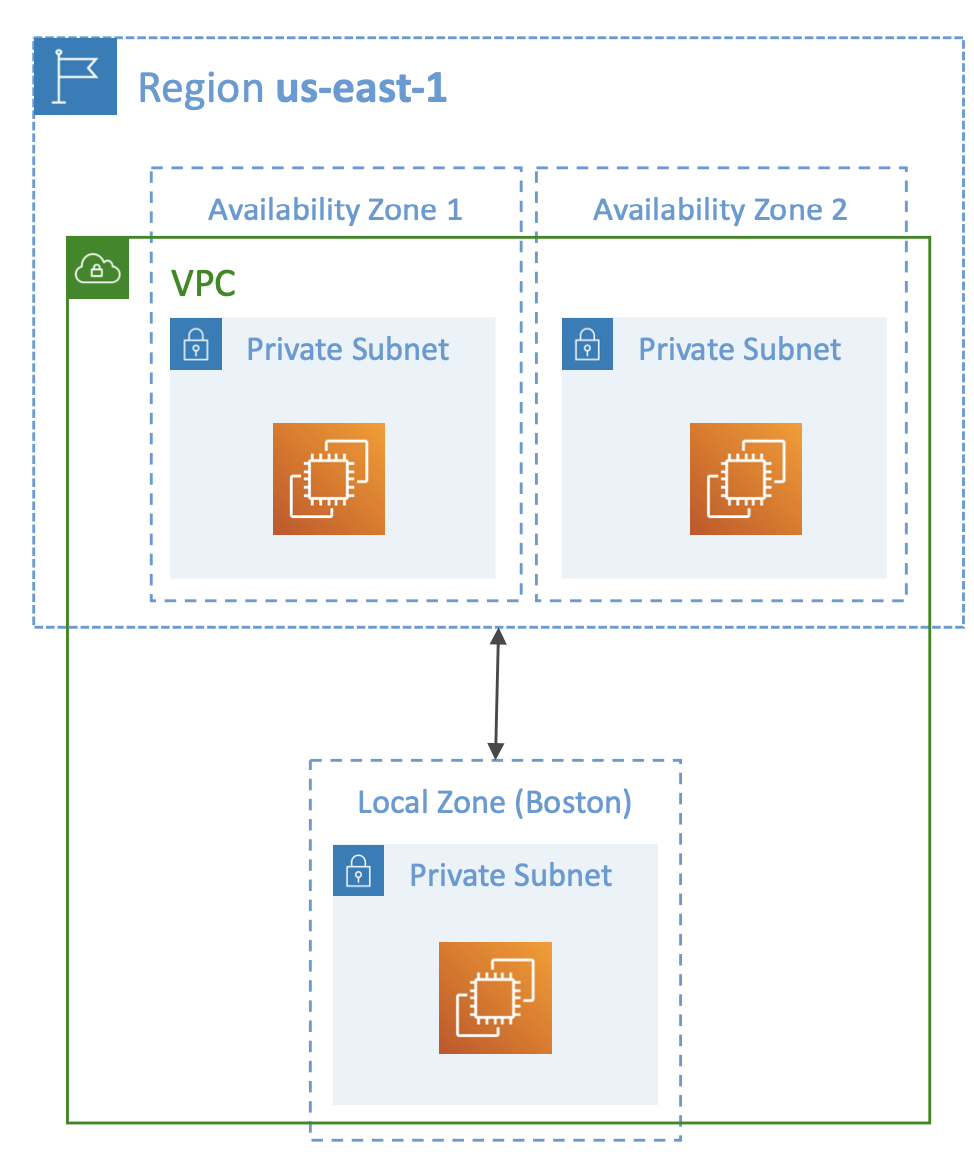 Region us-east-1
Availability Zone 1
Availability Zone 2
VPC
Private Subnet
Private Subnet
Local Zone (Boston)
Private Subnet